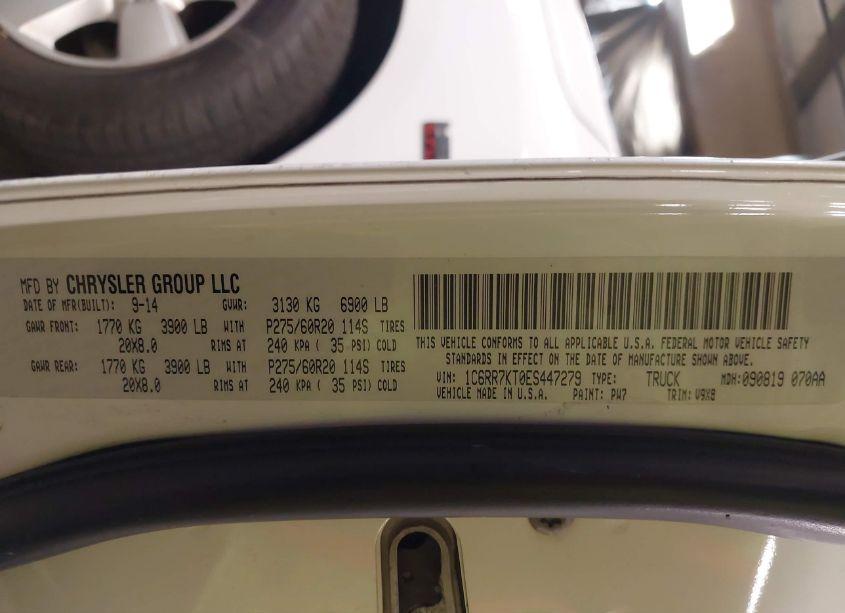 MFD BY CHRYSLER GROUP LLC
DATE OF MFR(BUILT): 9-14 GVWR: 3130 KG 6900 LB
GAWR FRONT: 1770 KG 3900 LB WITH P275/60R20 114S TIRES
20X8.0 RIMS AT 240 KPA ( 35 PSI) COLD
GAWR REAR: 1770 KG 3900 LB WITH P275/60R20 114S TIRES
20X8.0 RIMS AT 240 KPA ( 35 PSI) COLD
THIS VEHICLE CONFORMS TO ALL APPLICABLE U.S.A. FEDERAL MOTOR VEHICLE SAFETY
STANDARDS IN EFFECT ON THE DATE OF MANUFACTURE SHOWN ABOVE.
VIN: 1C6RR7KT0ES447279 TYPE: TRUCK MDH:090819 070AA
VEHICLE MADE IN U.S.A. PAINT: PW7 TRIM: V9X8